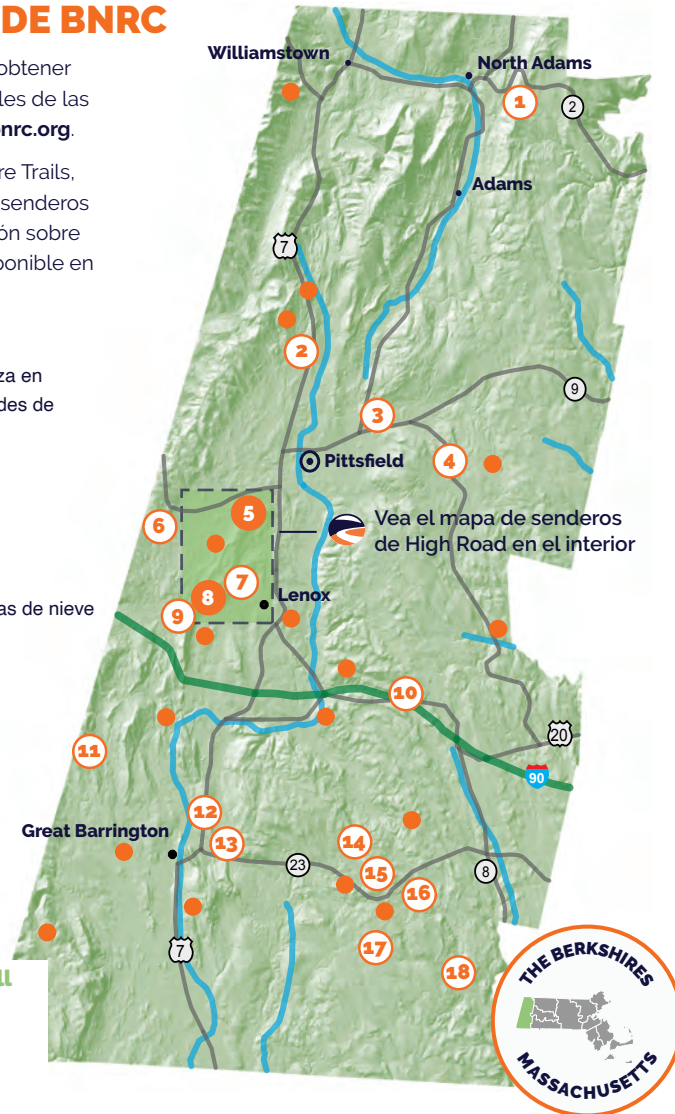 DE BNRC
obtener
les de las
nrc.org.
re Trails,
senderos
ón sobre
ponible en
za en
des de
as de nieve
ll
Williamstown
North Adams
1
2
Adams
7
2
9
3
Pittsfield
4
5
6
Vea el mapa de senderos
de High Road en el interior
7
8
Lenox
9
10
20
11
90
12
Great Barrington
13
14
23
15
8
16
7
17
18
THE BERKSHIRES
MASSACHUSETTS